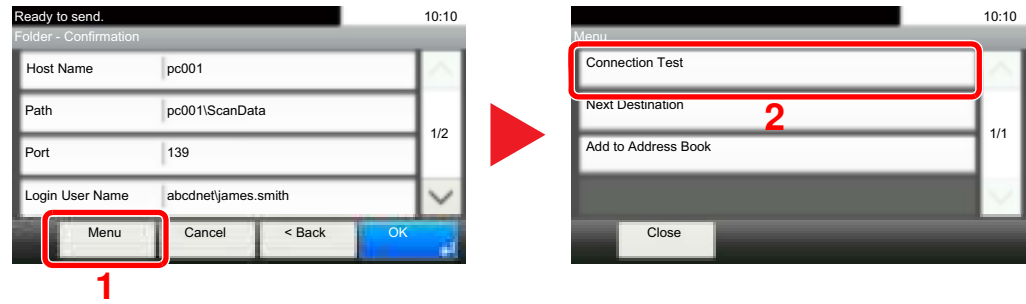 Ready to send. 10:10
Folder - Confirmation
Host Name pc001
Path pc001\ScanData
1/2
Port 139
Login User Name abcdnet\james.smith
Menu Cancel < Back OK
1
10:10
Menu
Connection Test
Next Destination
2
1/1
Add to Address Book
Close